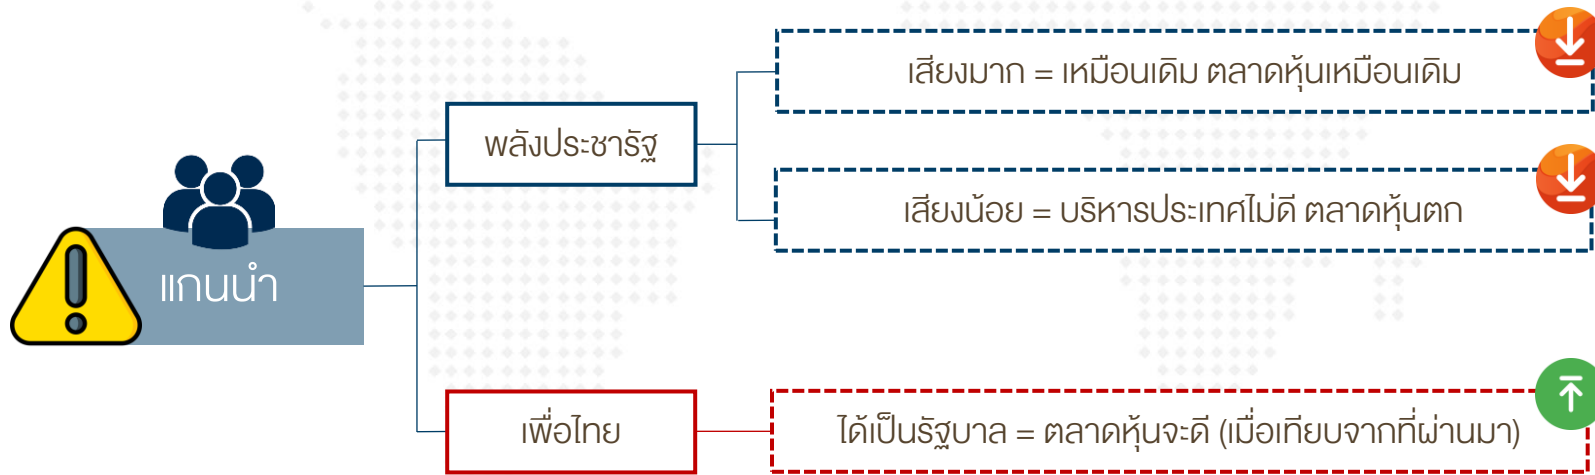 เสียงมาก = เหมือนเดิม ตลาดหุ้นเหมือนเดิม
พลังประชารัฐ
เสียงน้อย = บริหารประเทศไม่ดี ตลาดหุ้นตก
แกนนำ
เพื่อไทย
ได้เป็นรัฐบาล = ตลาดหุ้นจะดี (เมื่อเทียบจากที่ผ่านมา)